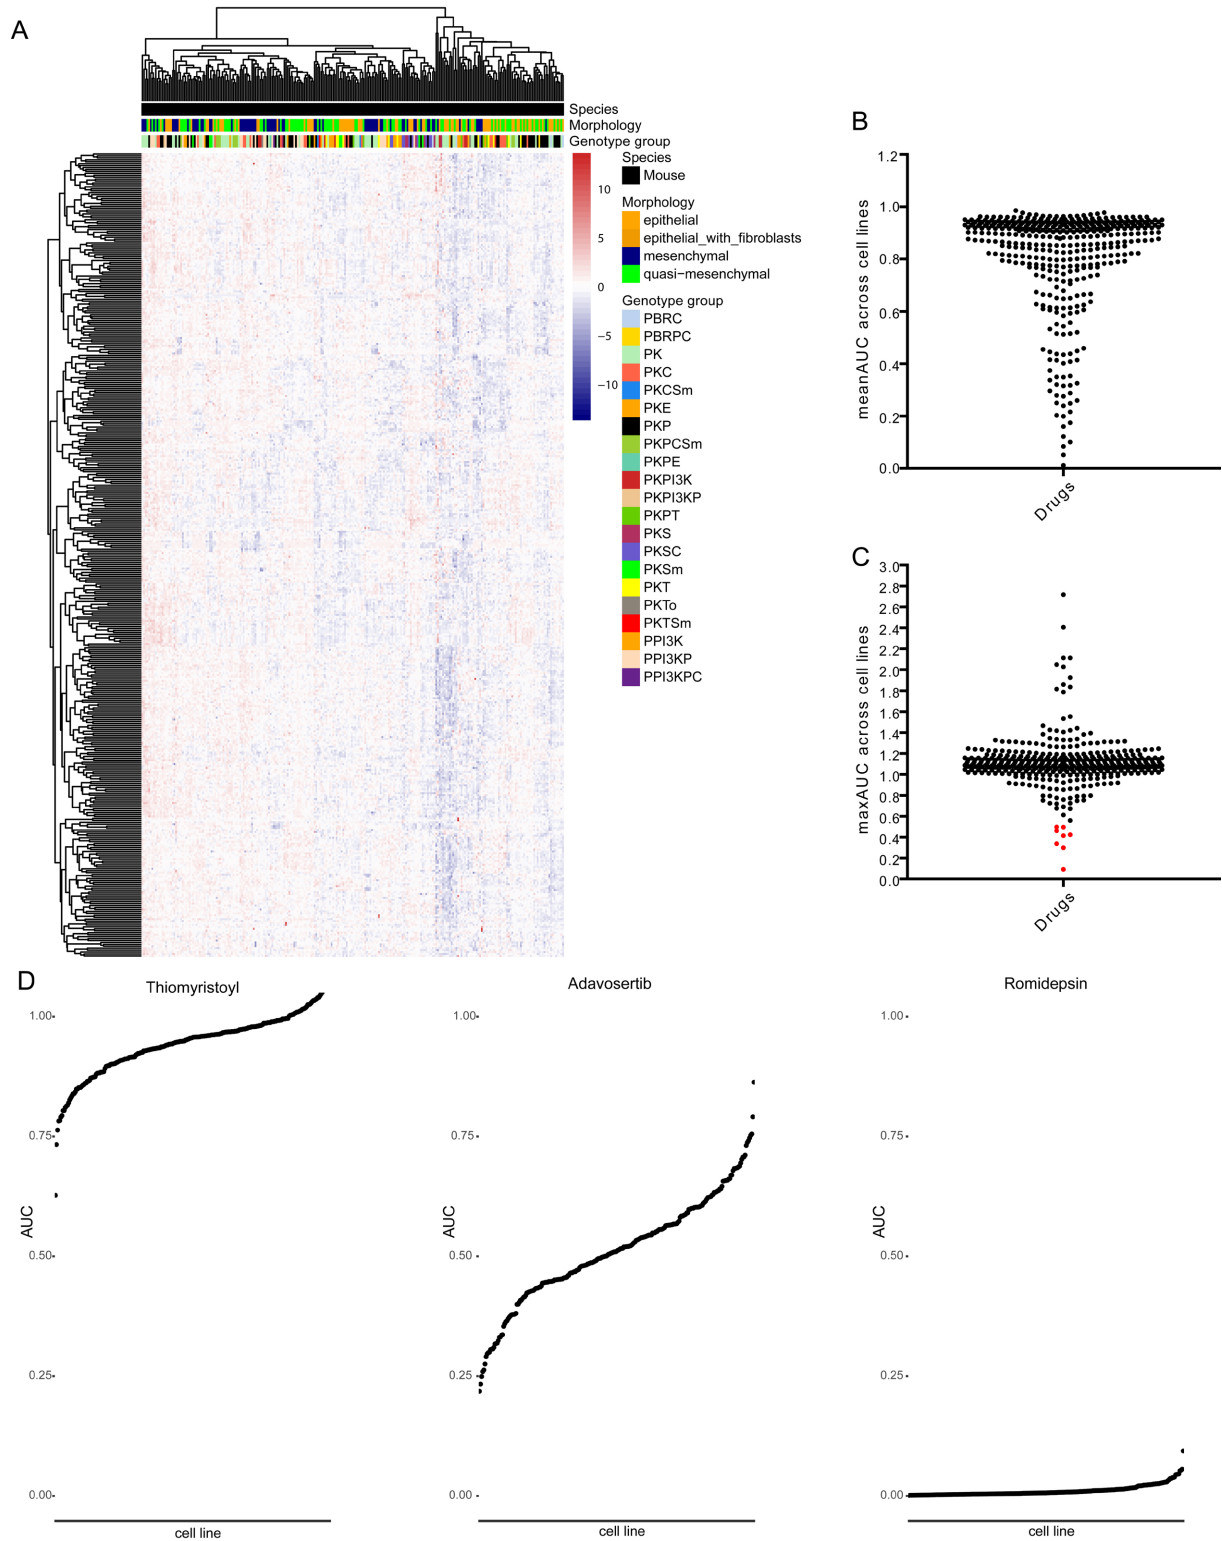 A
Species
Morphology
Genotype group
10
5
0
−5
−10
Species
Mouse
Morphology
epithelial
epithelial_with_fibroblasts
mesenchymal
quasi−mesenchymal
Genotype group
PBRC
PBRPC
PK
PKC
PKCSm
PKE
PKP
PKPCSm
PKPE
PKPI3K
PKPI3KP
PKPT
PKS
PKSC
PKSm
PKT
PKTo
PKTSm
PPI3K
PPI3KP
PPI3KPC
B
meanAUC across cell lines
1.2
1.0
0.8
0.6
0.4
0.2
0.0
Drugs
C
maxAUC across cell lines
3.0
2.8
2.6
2.4
2.2
2.0
1.8
1.6
1.4
1.2
1.0
0.8
0.6
0.4
0.2
0.0
Drugs
D
Thiomyristoyl
AUC
1.00
0.75
0.50
0.25
0.00
cell line
Adavosertib
AUC
1.00
0.75
0.50
0.25
0.00
cell line
Romidepsin
AUC
1.00
0.75
0.50
0.25
0.00
cell line